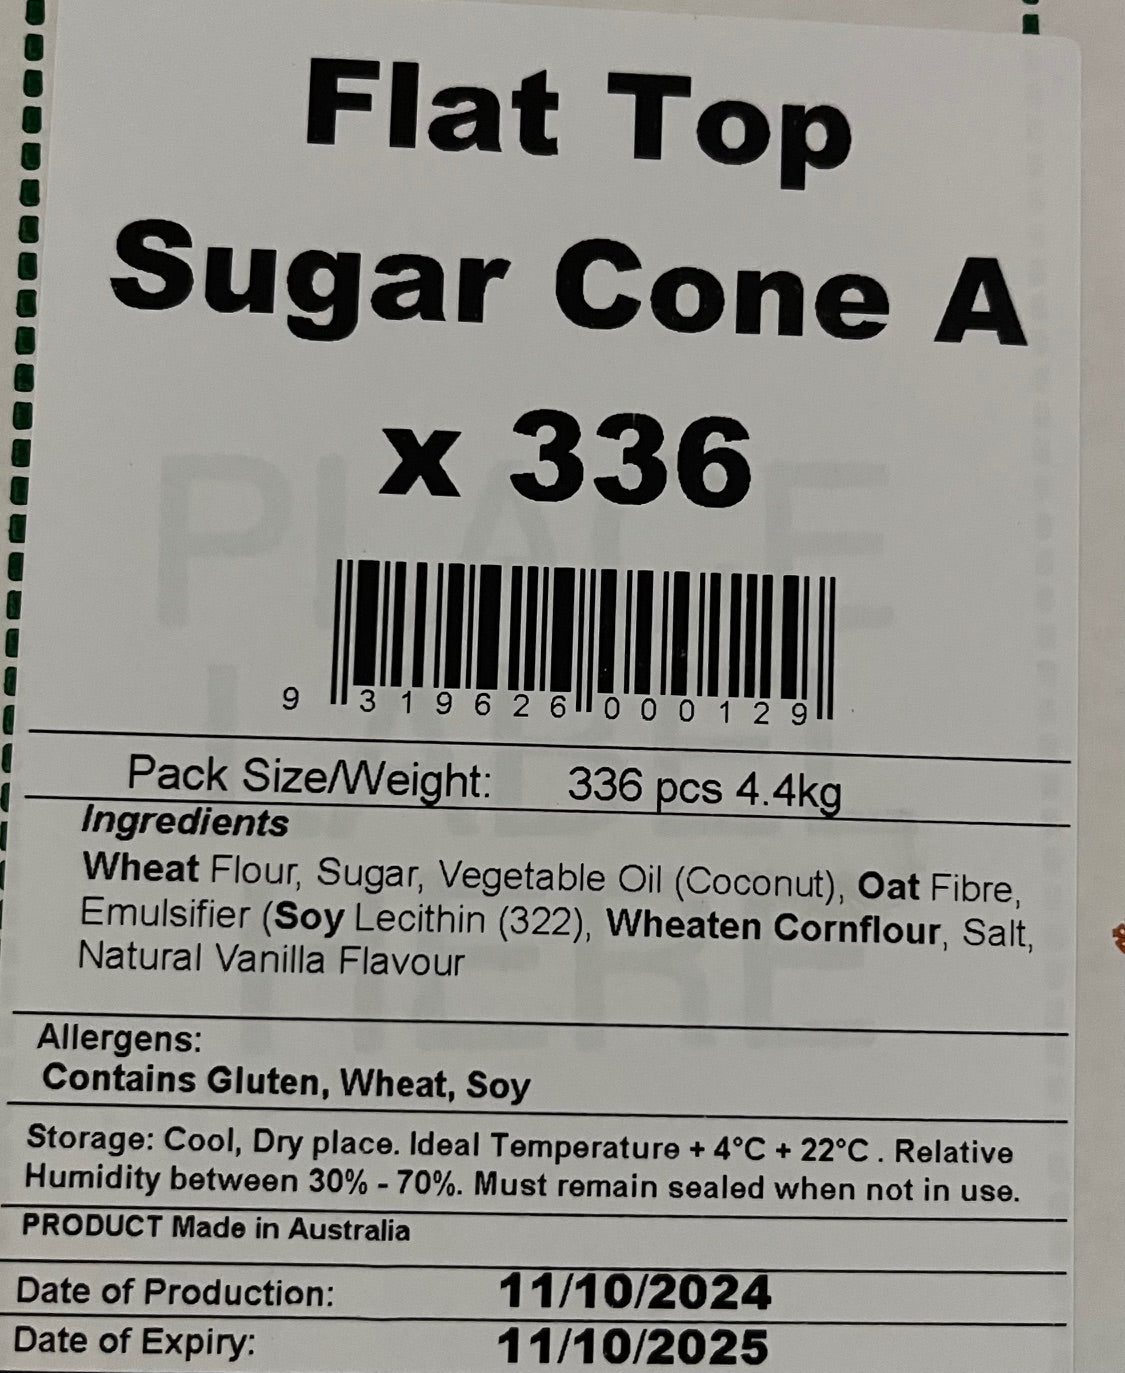 Flat Top
Sugar Cone A
x 336
PLACE
LABEL
HERE
9 319626 000129
Pack Size/Weight: 336 pcs 4.4kg
Ingredients
Wheat Flour, Sugar, Vegetable Oil (Coconut), Oat Fibre,
Emulsifier (Soy Lecithin (322), Wheaten Cornflour, Salt,
Natural Vanilla Flavour
Allergens:
Contains Gluten, Wheat, Soy
Storage: Cool, Dry place. Ideal Temperature + 4°C + 22°C . Relative
Humidity between 30% - 70%. Must remain sealed when not in use.
PRODUCT Made in Australia
Date of Production: 11/10/2024
Date of Expiry: 11/10/2025